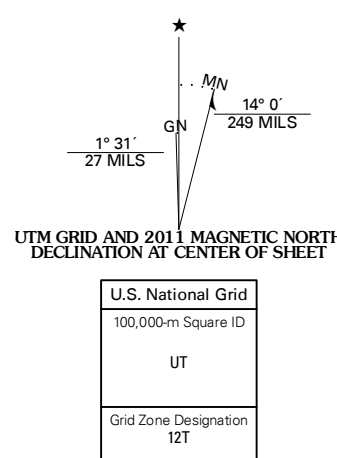 ★
MN
GN
14° 0´
249 MILS
1° 31´
27 MILS
UTM GRID AND 2011 MAGNETIC NORTH
DECLINATION AT CENTER OF SHEET
U.S. National Grid
100,000-m Square ID
UT
Grid Zone Designation
12T